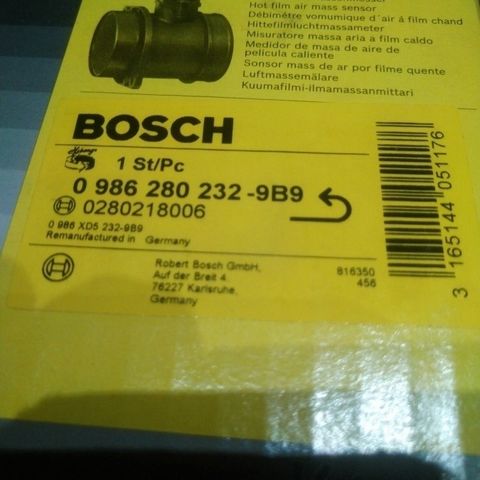 Hot film air mass sensor
Débimètre vomumique d'air à film chaud
Hittefilmluchtmassameter
Misuratore massa aria a film caldo
Medidor de masa de aire de
pelicula caliente
Sonsor mass de ar por filme quente
Luftmassemälare
Kuumafilmi-ilmamassanmittari
BOSCH
1 St/Pc
0 986 280 232 -9B9
0280218006
0 986 XD5 232-9B9
Remanufactured in Germany
Robert Bosch GmbH,
Auf der Breit 4,
76227 Karlsruhe,
Germany
816350
456
3 165144 051176